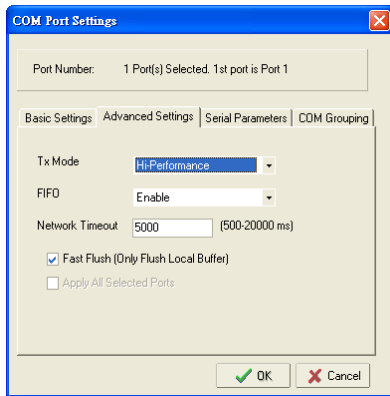 COM Port Settings
Port Number: 1 Port(s) Selected. 1st port is Port 1
Basic Settings Advanced Settings Serial Parameters COM Grouping
Tx Mode Hi-Performance
FIFO Enable
Network Timeout 5000 (500-20000 ms)
Fast Flush (Only Flush Local Buffer)
Apply All Selected Ports
OK Cancel